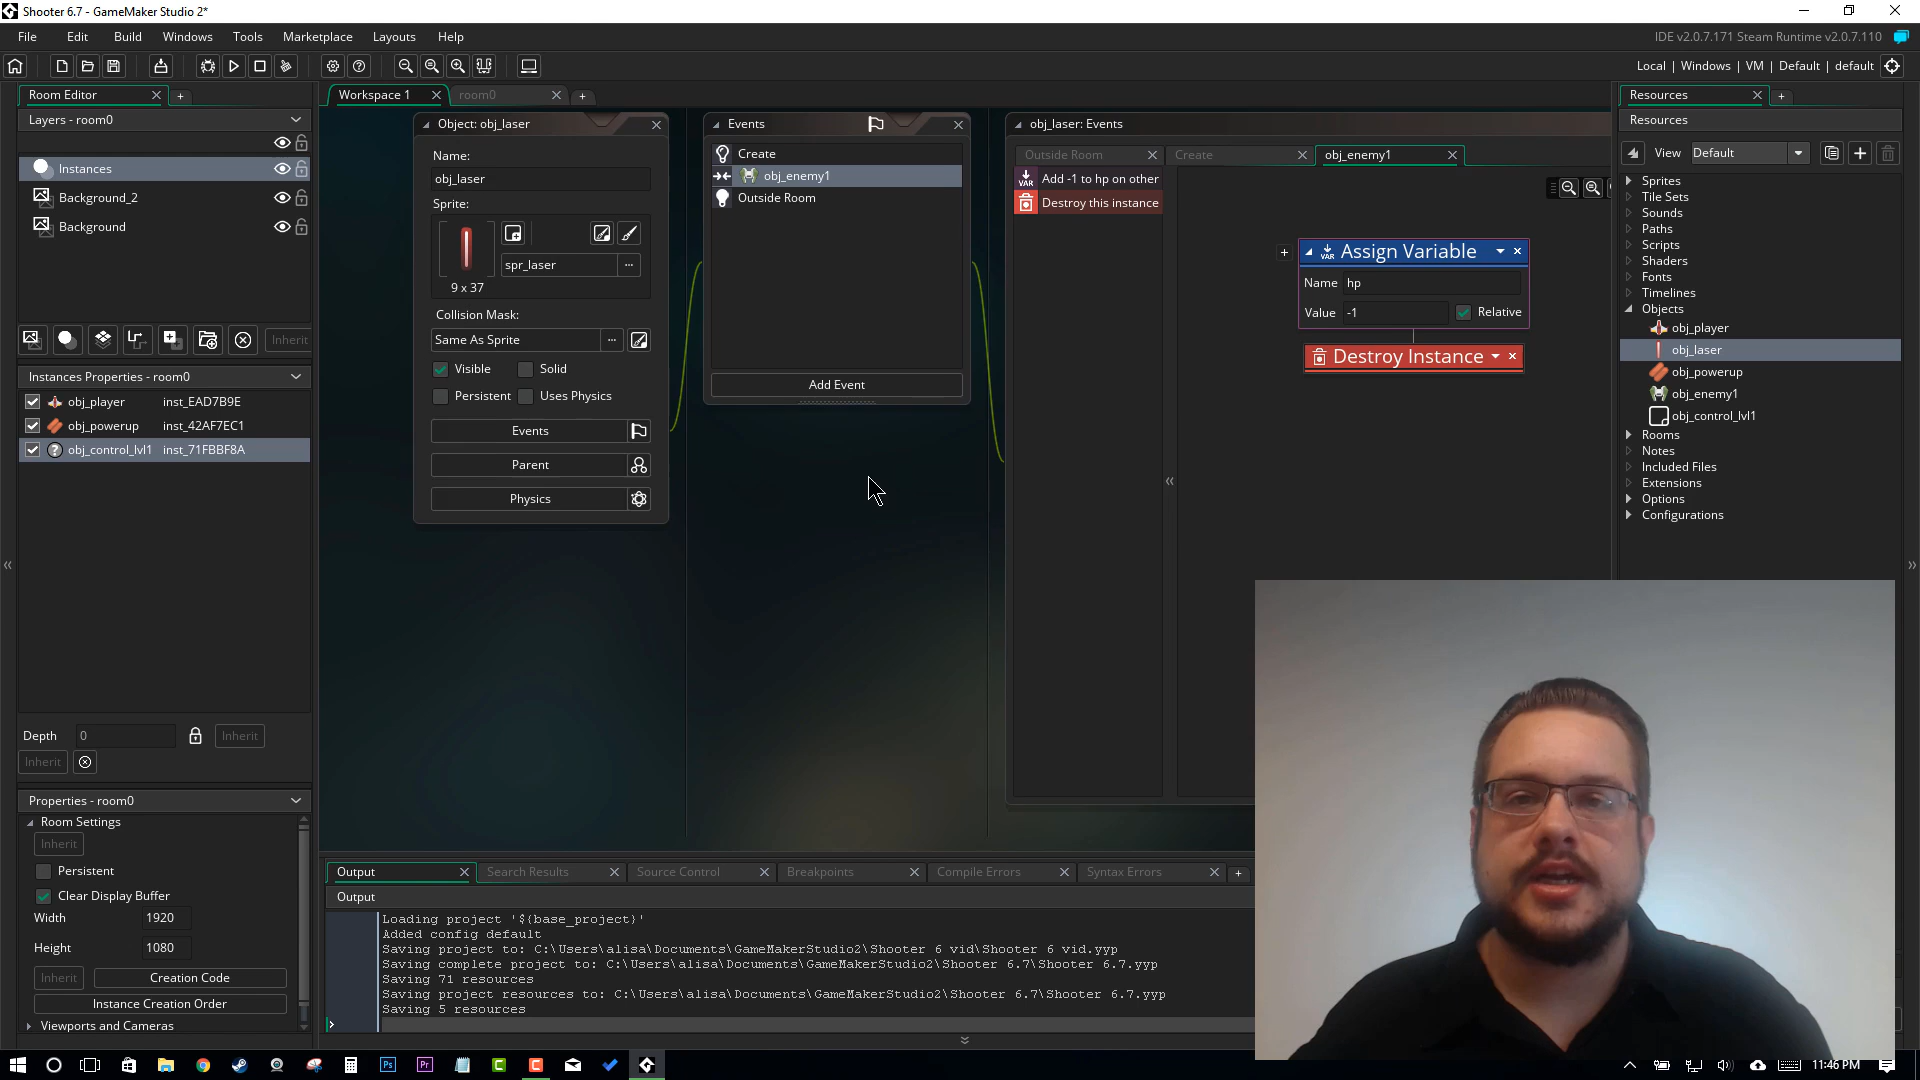 Shooter 6.7 - GameMaker Studio 2*
File Edit Build Windows Tools Marketplace Layouts Help
IDE v2.0.7.171 Steam Runtime v2.0.7.110
Local | Windows | VM | Default | default
Room Editor
Layers - room0
Instances
Background_2
Background
Inherit
Instances Properties - room0
obj_player inst_EAD7B9E
obj_powerup inst_42AF7EC1
obj_control_lvl1 inst_71FBBF8A
Depth 0 Inherit
Inherit
Properties - room0
Room Settings
Inherit
Persistent
Clear Display Buffer
Width 1920
Height 1080
Inherit Creation Code
Instance Creation Order
Viewports and Cameras
Workspace 1
room0
Object: obj_laser
Name:
obj_laser
Sprite:
spr_laser
9 x 37
Collision Mask:
Same As Sprite
Visible Solid
Persistent Uses Physics
Events
Parent
Physics
Events
Create
obj_enemy1
Outside Room
Add Event
obj_laser: Events
Outside Room Create obj_enemy1
Add -1 to hp on other
Destroy this instance
Assign Variable
Name hp
Value -1 Relative
Destroy Instance
Resources
Resources
View Default
Sprites
Tile Sets
Sounds
Paths
Scripts
Shaders
Fonts
Timelines
Objects
obj_player
obj_laser
obj_powerup
obj_enemy1
obj_control_lvl1
Rooms
Notes
Included Files
Extensions
Options
Configurations
Output Search Results Source Control Breakpoints Compile Errors Syntax Errors
Output
Loading project '${base_project}'
Added config default
Saving project to: C:\Users\alisa\Documents\GameMakerStudio2\Shooter 6 vid\Shooter 6 vid.yyp
Saving complete project to: C:\Users\alisa\Documents\GameMakerStudio2\Shooter 6.7\Shooter 6.7.yyp
Saving 71 resources
Saving project resources to: C:\Users\alisa\Documents\GameMakerStudio2\Shooter 6.7\Shooter 6.7.yyp
Saving 5 resources
Ps
Pr
11:46 PM